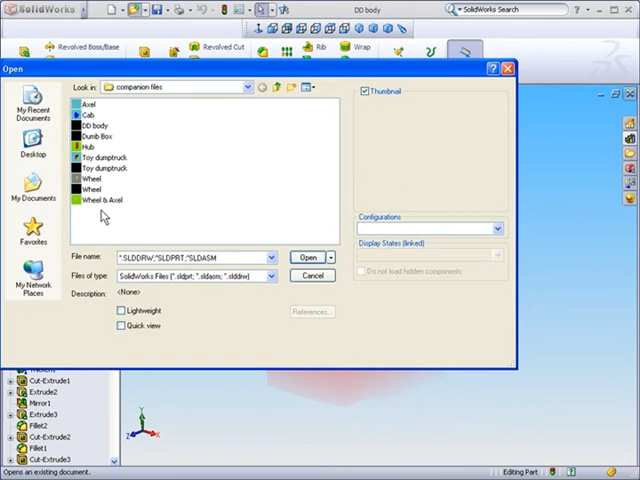 SolidWorks
DD body
SolidWorks Search
Revolved Boss/Base
Revolved Cut
Rib
Wrap
Open
Look in:
companion files
My Recent
Documents
Desktop
My Documents
Favorites
My Network
Places
Axel
Cab
DD body
Dumb Box
Hub
Toy dumptruck
Toy dumptruck
Wheel
Wheel
Wheel & Axel
Thumbnail
Configurations
Display States (linked)
Do not load hidden components
File name:
*.SLDDRW;*SLDPRT;*SLDASM
Open
Files of type:
SolidWorks Files (*.sldprt; *.sldasm; *.slddrw)
Cancel
Description:
<None>
Lightweight
References...
Quick view
Cut-Extrude1
Extrude2
Mirror1
Extrude3
Fillet2
Cut-Extrude2
Fillet1
Cut-Extrude3
Y
Z
X
Opens an existing document.
Editing Part